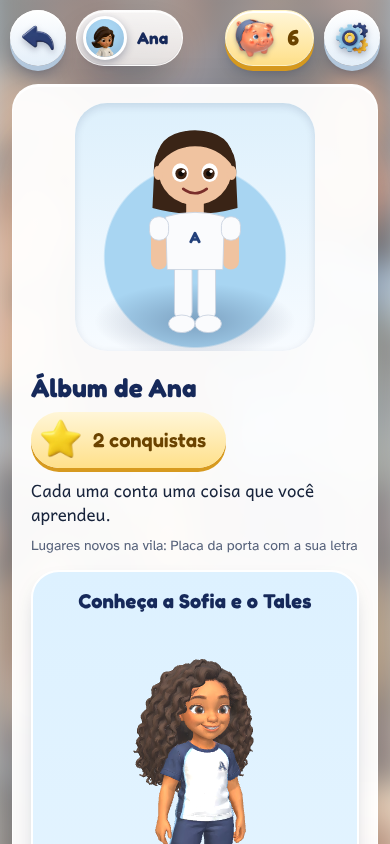 Ana
6
A
Álbum de Ana
2 conquistas
Cada uma conta uma coisa que você
aprendeu.
Lugares novos na vila: Placa da porta com a sua letra
Conheça a Sofia e o Tales
A